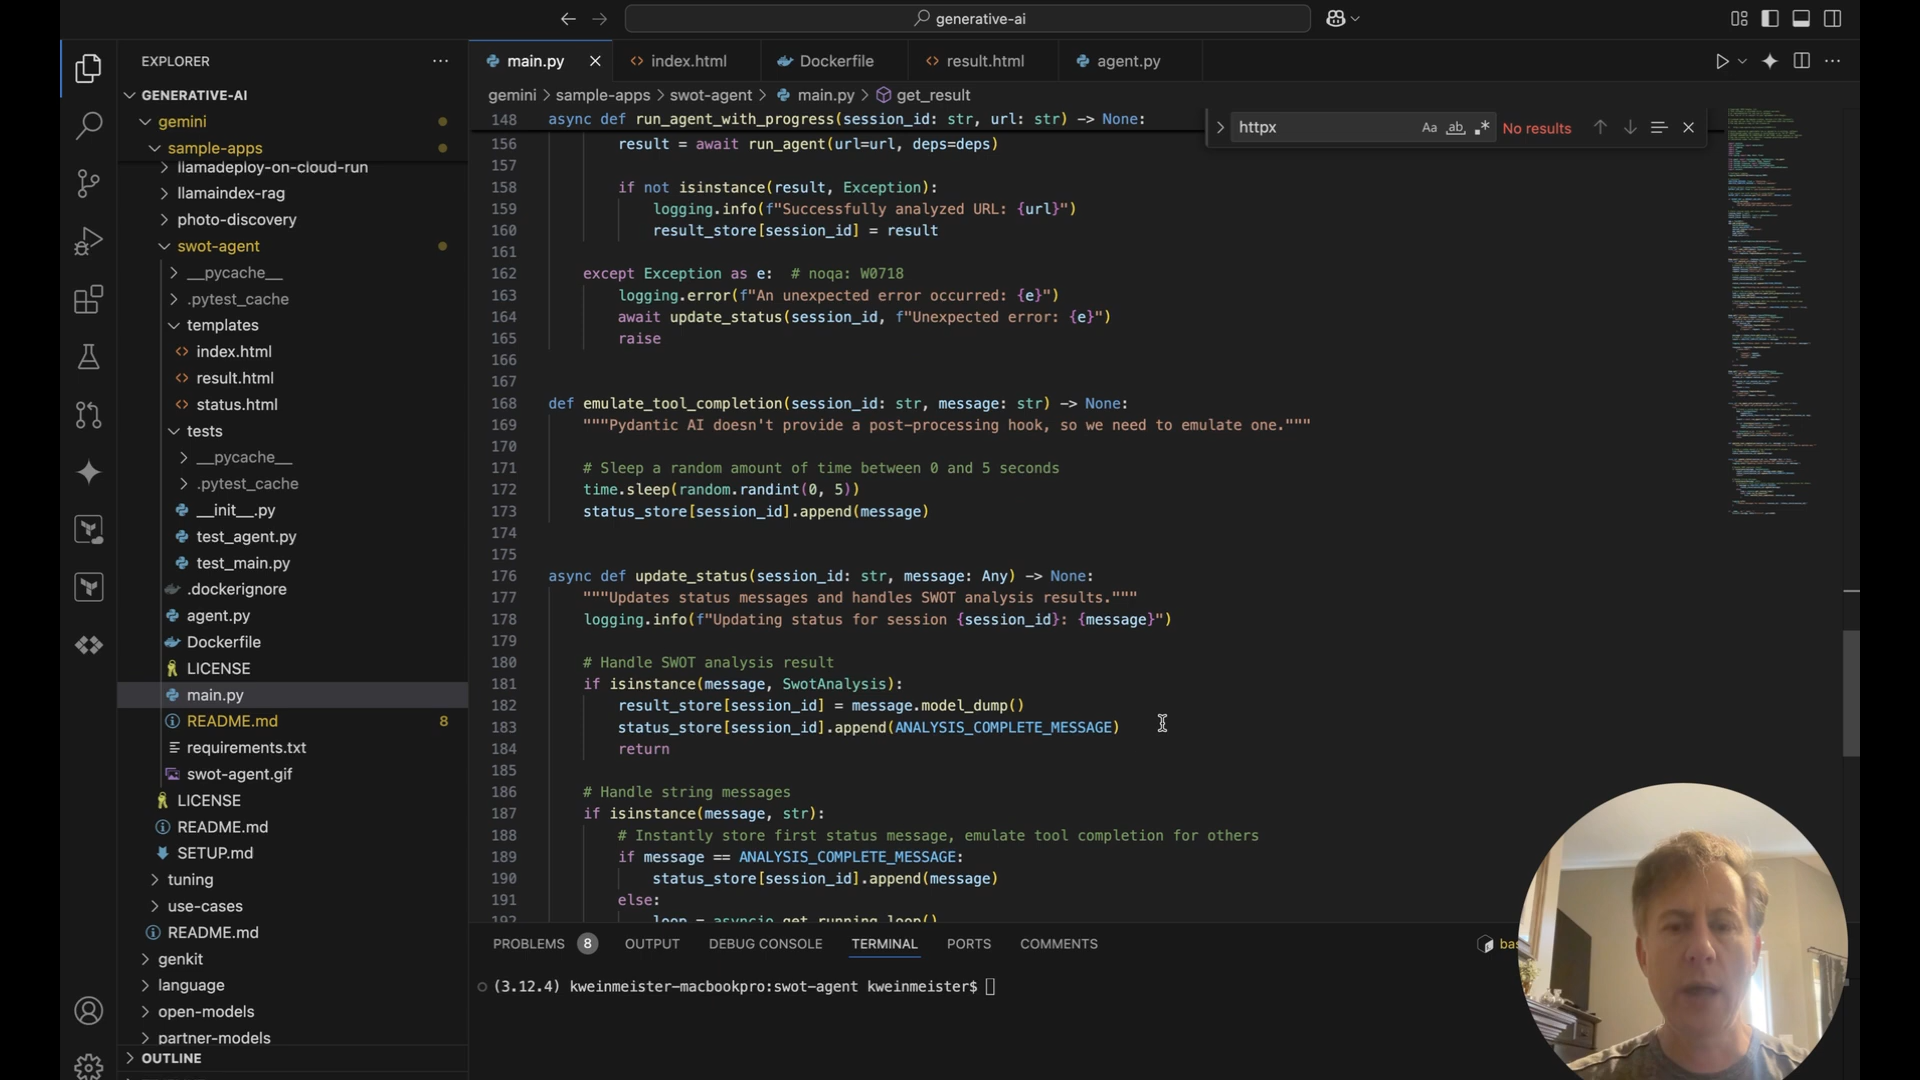 generative-ai
EXPLORER
GENERATIVE-AI
gemini
sample-apps
llamadeploy-on-cloud-run
llamaindex-rag
photo-discovery
swot-agent
__pycache__
.pytest_cache
templates
index.html
result.html
status.html
tests
__pycache__
.pytest_cache
__init__.py
test_agent.py
test_main.py
.dockerignore
agent.py
Dockerfile
LICENSE
main.py
README.md 8
requirements.txt
swot-agent.gif
LICENSE
README.md
SETUP.md
tuning
use-cases
README.md
genkit
language
open-models
partner-models
OUTLINE
main.py index.html Dockerfile result.html agent.py
gemini > sample-apps > swot-agent > main.py > get_result
httpx Aa ab No results
148 async def run_agent_with_progress(session_id: str, url: str) -> None:
156 result = await run_agent(url=url, deps=deps)
157
158 if not isinstance(result, Exception):
159 logging.info(f"Successfully analyzed URL: {url}")
160 result_store[session_id] = result
161
162 except Exception as e:  # noqa: W0718
163 logging.error(f"An unexpected error occurred: {e}")
164 await update_status(session_id, f"Unexpected error: {e}")
165 raise
166
167
168 def emulate_tool_completion(session_id: str, message: str) -> None:
169 """Pydantic AI doesn't provide a post-processing hook, so we need to emulate one."""
170
171 # Sleep a random amount of time between 0 and 5 seconds
172 time.sleep(random.randint(0, 5))
173 status_store[session_id].append(message)
174
175
176 async def update_status(session_id: str, message: Any) -> None:
177 """Updates status messages and handles SWOT analysis results."""
178 logging.info(f"Updating status for session {session_id}: {message}")
179
180 # Handle SWOT analysis result
181 if isinstance(message, SwotAnalysis):
182 result_store[session_id] = message.model_dump()
183 status_store[session_id].append(ANALYSIS_COMPLETE_MESSAGE)
184 return
185
186 # Handle string messages
187 if isinstance(message, str):
188 # Instantly store first status message, emulate tool completion for others
189 if message == ANALYSIS_COMPLETE_MESSAGE:
190 status_store[session_id].append(message)
191 else:
192 loop = asyncio.get_running_loop()
PROBLEMS 8 OUTPUT DEBUG CONSOLE TERMINAL PORTS COMMENTS bas
(3.12.4) kweinmeister-macbookpro:swot-agent kweinmeister$